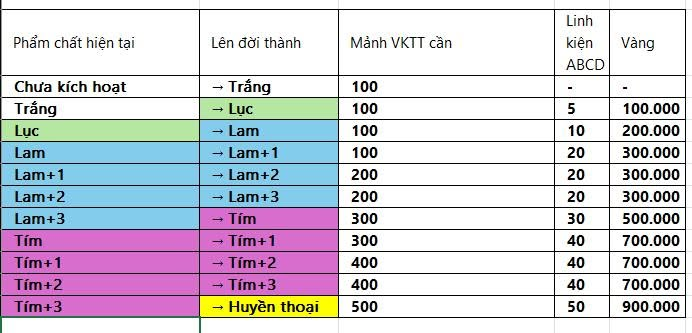 Phẩm chất hiện tại Lên đời thành Mảnh VKTT cần Linh kiện ABCD Vàng
Chưa kích hoạt → Trắng 100 - -
Trắng → Lục 100 5 100.000
Lục → Lam 100 10 200.000
Lam → Lam+1 100 20 300.000
Lam+1 → Lam+2 200 20 300.000
Lam+2 → Lam+3 200 20 300.000
Lam+3 → Tím 300 30 500.000
Tím → Tím+1 300 40 700.000
Tím+1 → Tím+2 400 40 700.000
Tím+2 → Tím+3 400 40 700.000
Tím+3 → Huyền thoại 500 50 900.000